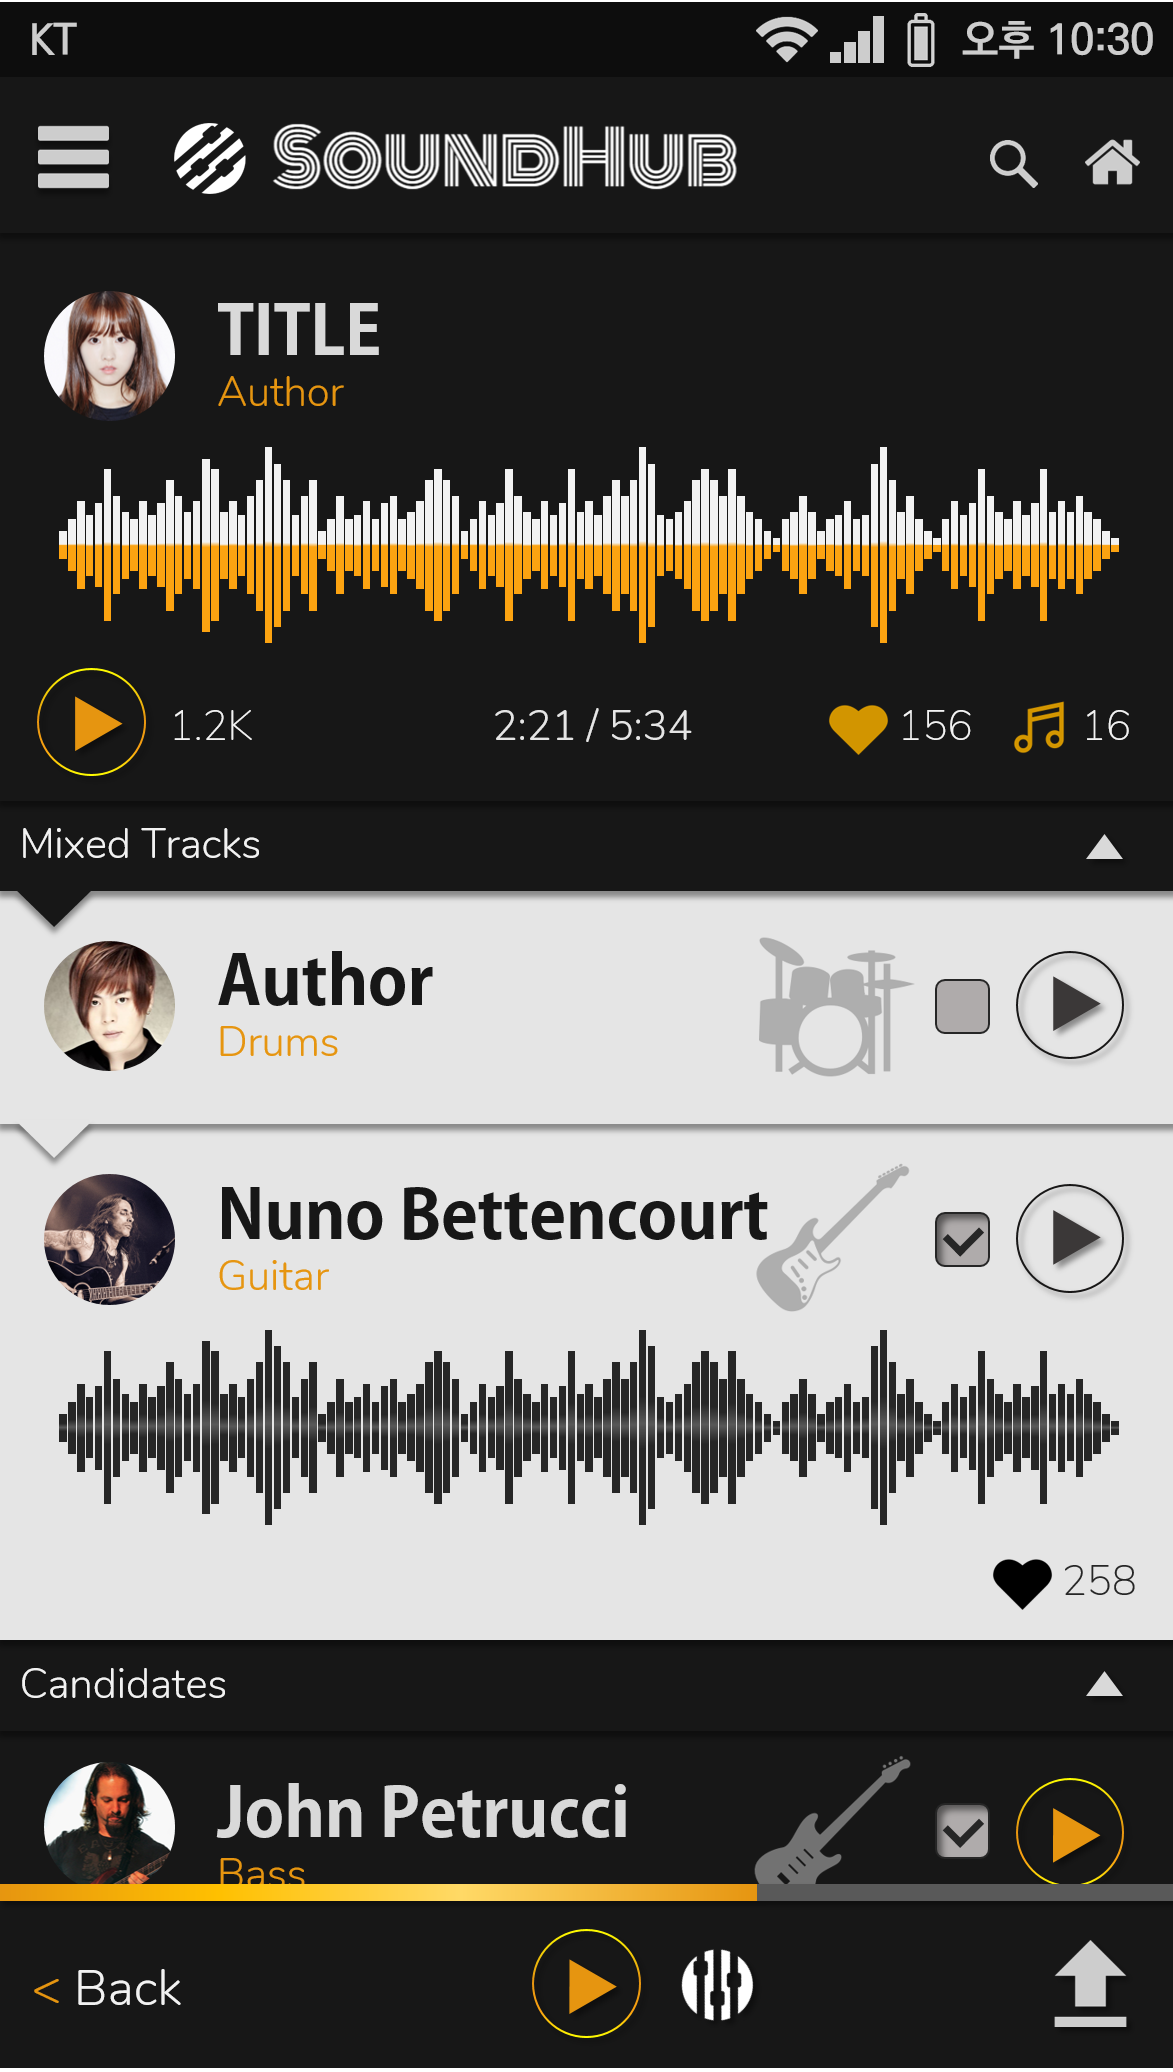 KT
오후 10:30
SOUNDHUB
TITLE
Author
1.2K
2:21 / 5:34
156
16
Mixed Tracks
Author
Drums
Nuno Bettencourt
Guitar
258
Candidates
John Petrucci
Bass
< Back